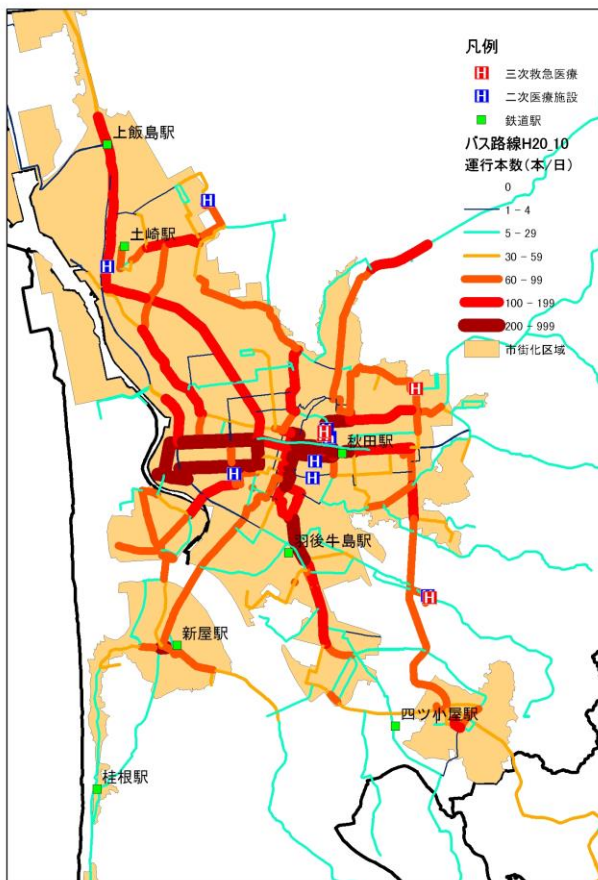 凡例
H 三次救急医療
H 二次医療施設
鉄道駅
バス路線H20_10
運行本数(本/日)
0
1 - 4
5 - 29
30 - 59
60 - 99
100 - 199
200 - 999
市街化区域
上飯島駅
H
土崎駅
H
H
H
秋田駅
H
H
H
羽後牛島駅
H
新屋駅
四ツ小屋駅
桂根駅